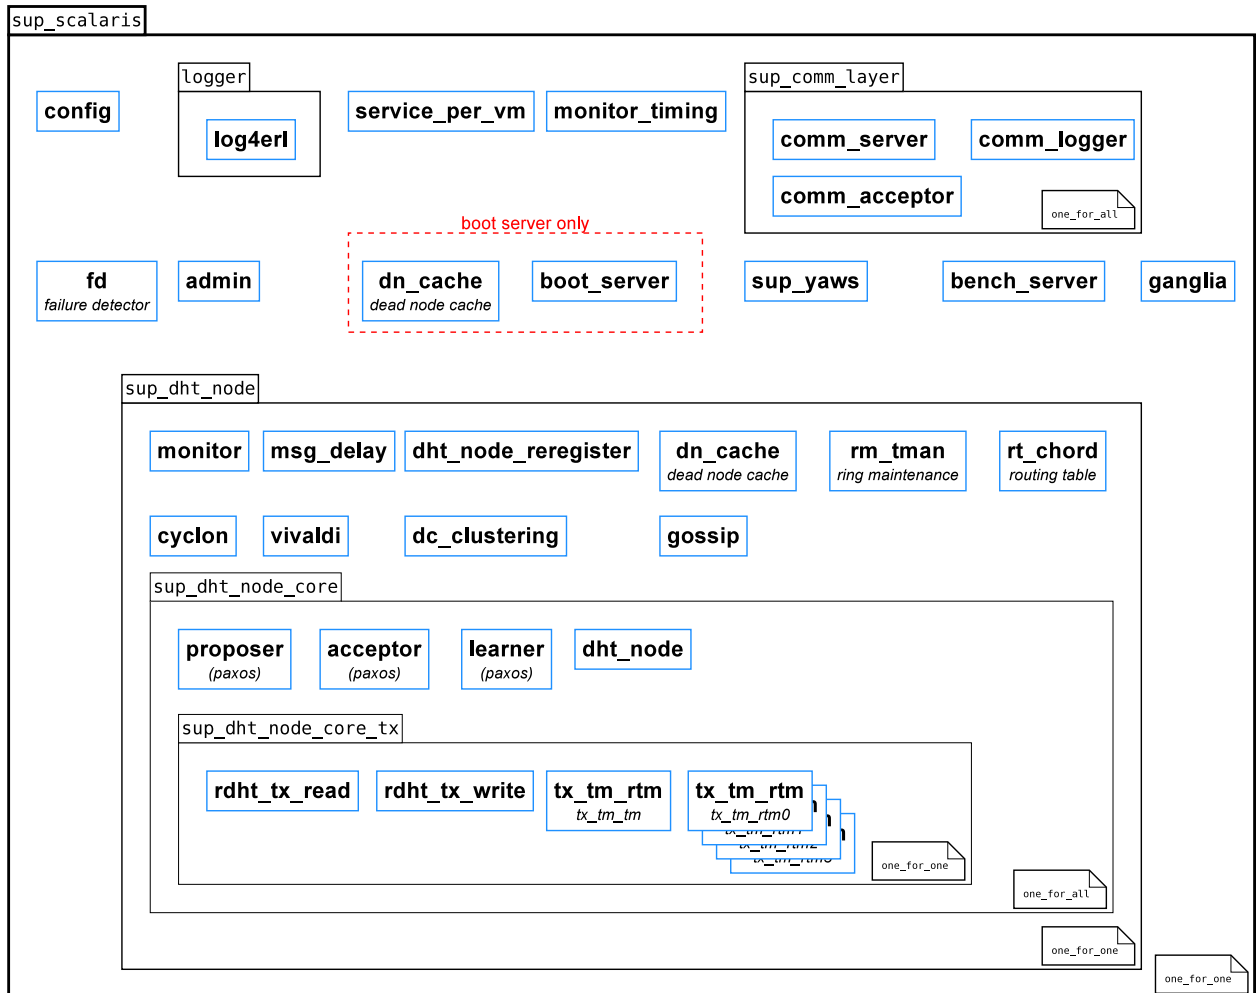 sup_scalaris
logger
sup_comm_layer
config
service_per_vm
monitor_timing
log4erl
comm_server
comm_logger
comm_acceptor
one_for_all
boot server only
fd
failure detector
admin
dn_cache
dead node cache
boot_server
sup_yaws
bench_server
ganglia
sup_dht_node
monitor
msg_delay
dht_node_reregister
dn_cache
dead node cache
rm_tman
ring maintenance
rt_chord
routing table
cyclon
vivaldi
dc_clustering
gossip
sup_dht_node_core
proposer
(paxos)
acceptor
(paxos)
learner
(paxos)
dht_node
sup_dht_node_core_tx
rdht_tx_read
rdht_tx_write
tx_tm_rtm
tx_tm_tm
tx_tm_rtm
tx_tm_rtm0
one_for_one
one_for_all
one_for_one
one_for_one